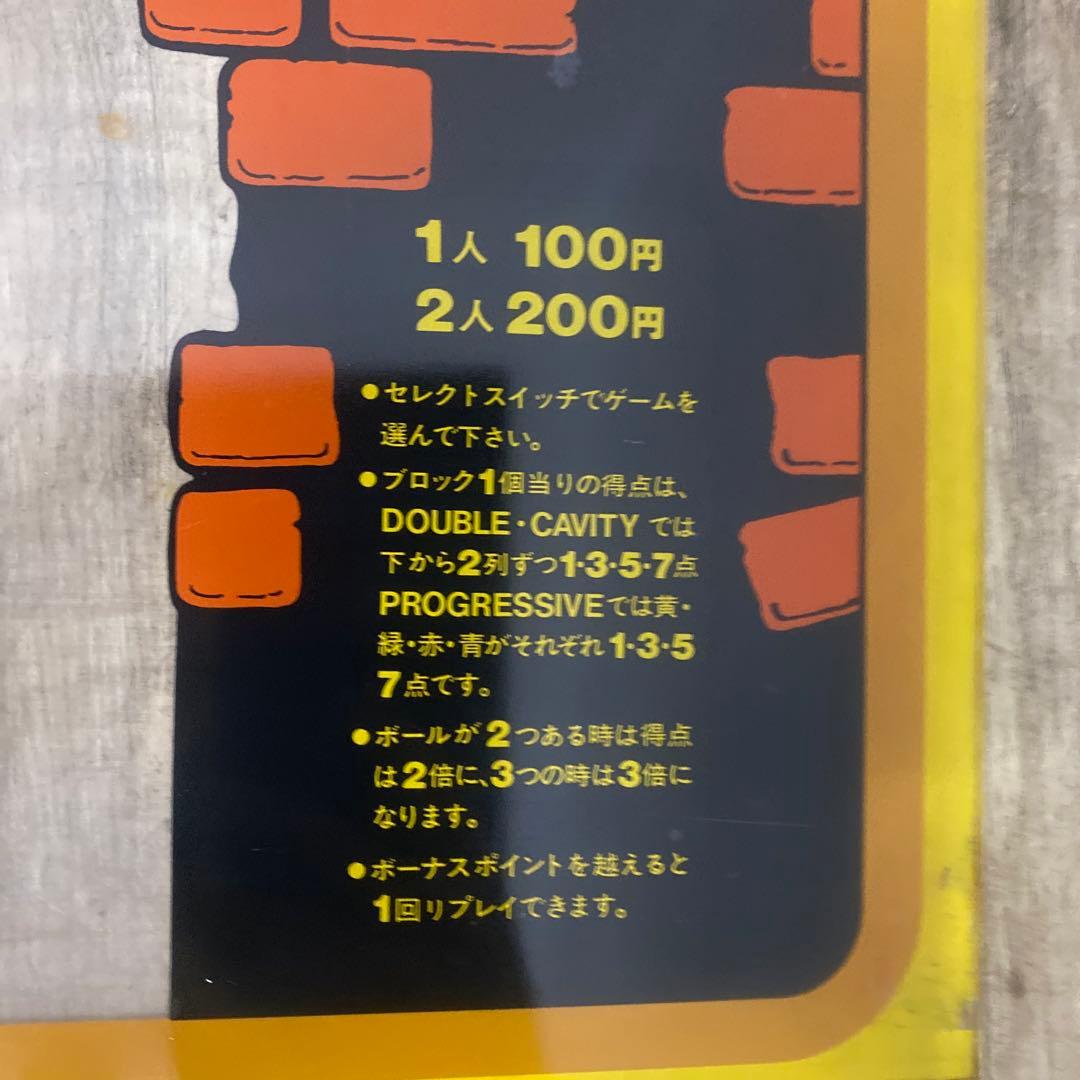 1人 100円
2人 200円
●セレクトスイッチでゲームを
選んで下さい。
●ブロック1個当りの得点は、
DOUBLE・CAVITY では
下から2列ずつ1・3・5・7点
PROGRESSIVEでは黄・
緑・赤・青がそれぞれ1・3・5
7点です。
●ボールが2つある時は得点
は2倍に、3つの時は3倍に
なります。
●ボーナスポイントを越えると
1回リプレイできます。